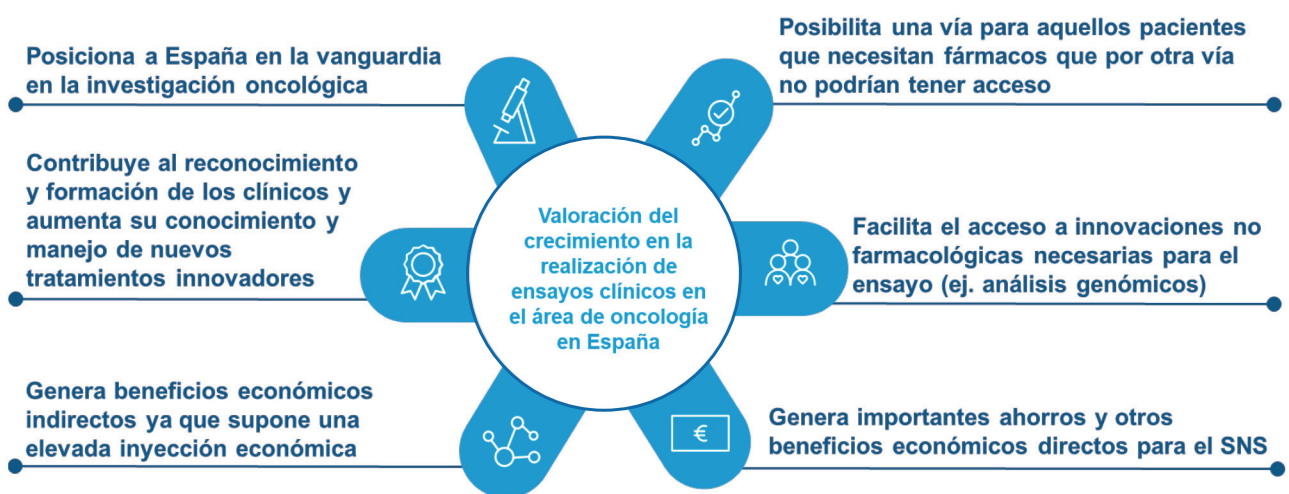 Posiciona a España en la vanguardia
en la investigación oncológica
Contribuye al reconocimiento
y formación de los clínicos y
aumenta su conocimiento y
manejo de nuevos
tratamientos innovadores
Genera beneficios económicos
indirectos ya que supone una
elevada inyección económica
Valoración del
crecimiento en la
realización de
ensayos clínicos en
el área de oncología
en España
Posibilita una vía para aquellos pacientes
que necesitan fármacos que por otra vía
no podrían tener acceso
Facilita el acceso a innovaciones no
farmacológicas necesarias para el
ensayo (ej. análisis genómicos)
€
Genera importantes ahorros y otros
beneficios económicos directos para el SNS